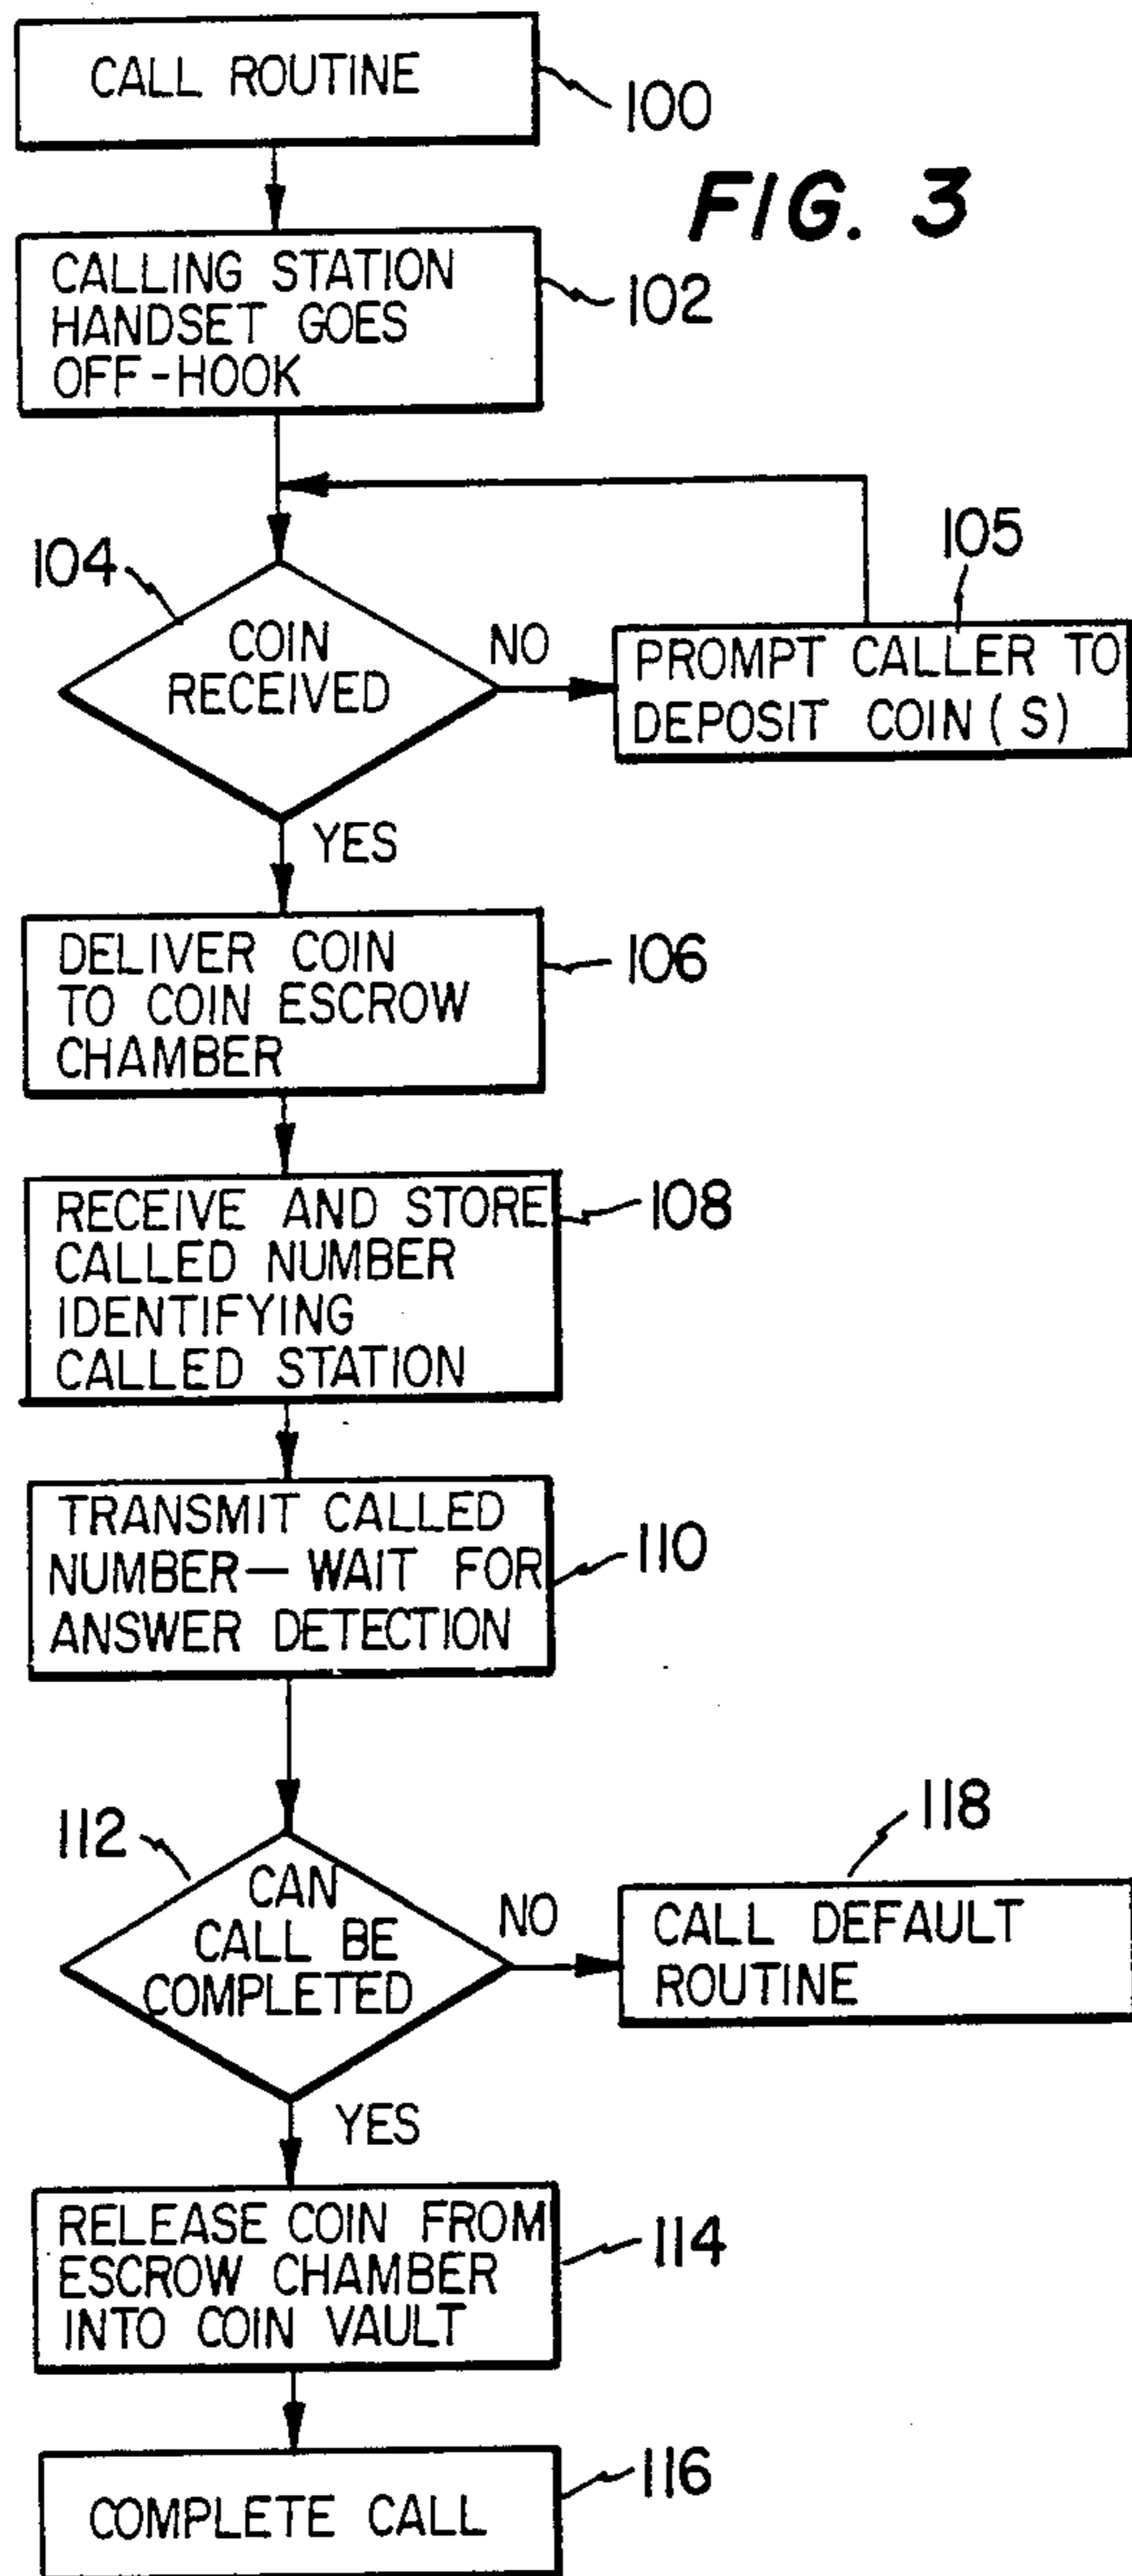 CALL ROUTINE
100
FIG. 3
CALLING STATION
HANDSET GOES
OFF-HOOK
102
104
COIN
RECEIVED
NO
105
PROMPT CALLER TO
DEPOSIT COIN(S)
YES
DELIVER COIN
TO COIN ESCROW
CHAMBER
106
RECEIVE AND STORE
CALLED NUMBER
IDENTIFYING
CALLED STATION
108
TRANSMIT CALLED
NUMBER—WAIT FOR
ANSWER DETECTION
110
112
CAN
CALL BE
COMPLETED
NO
118
CALL DEFAULT
ROUTINE
YES
RELEASE COIN FROM
ESCROW CHAMBER
INTO COIN VAULT
114
COMPLETE CALL
116